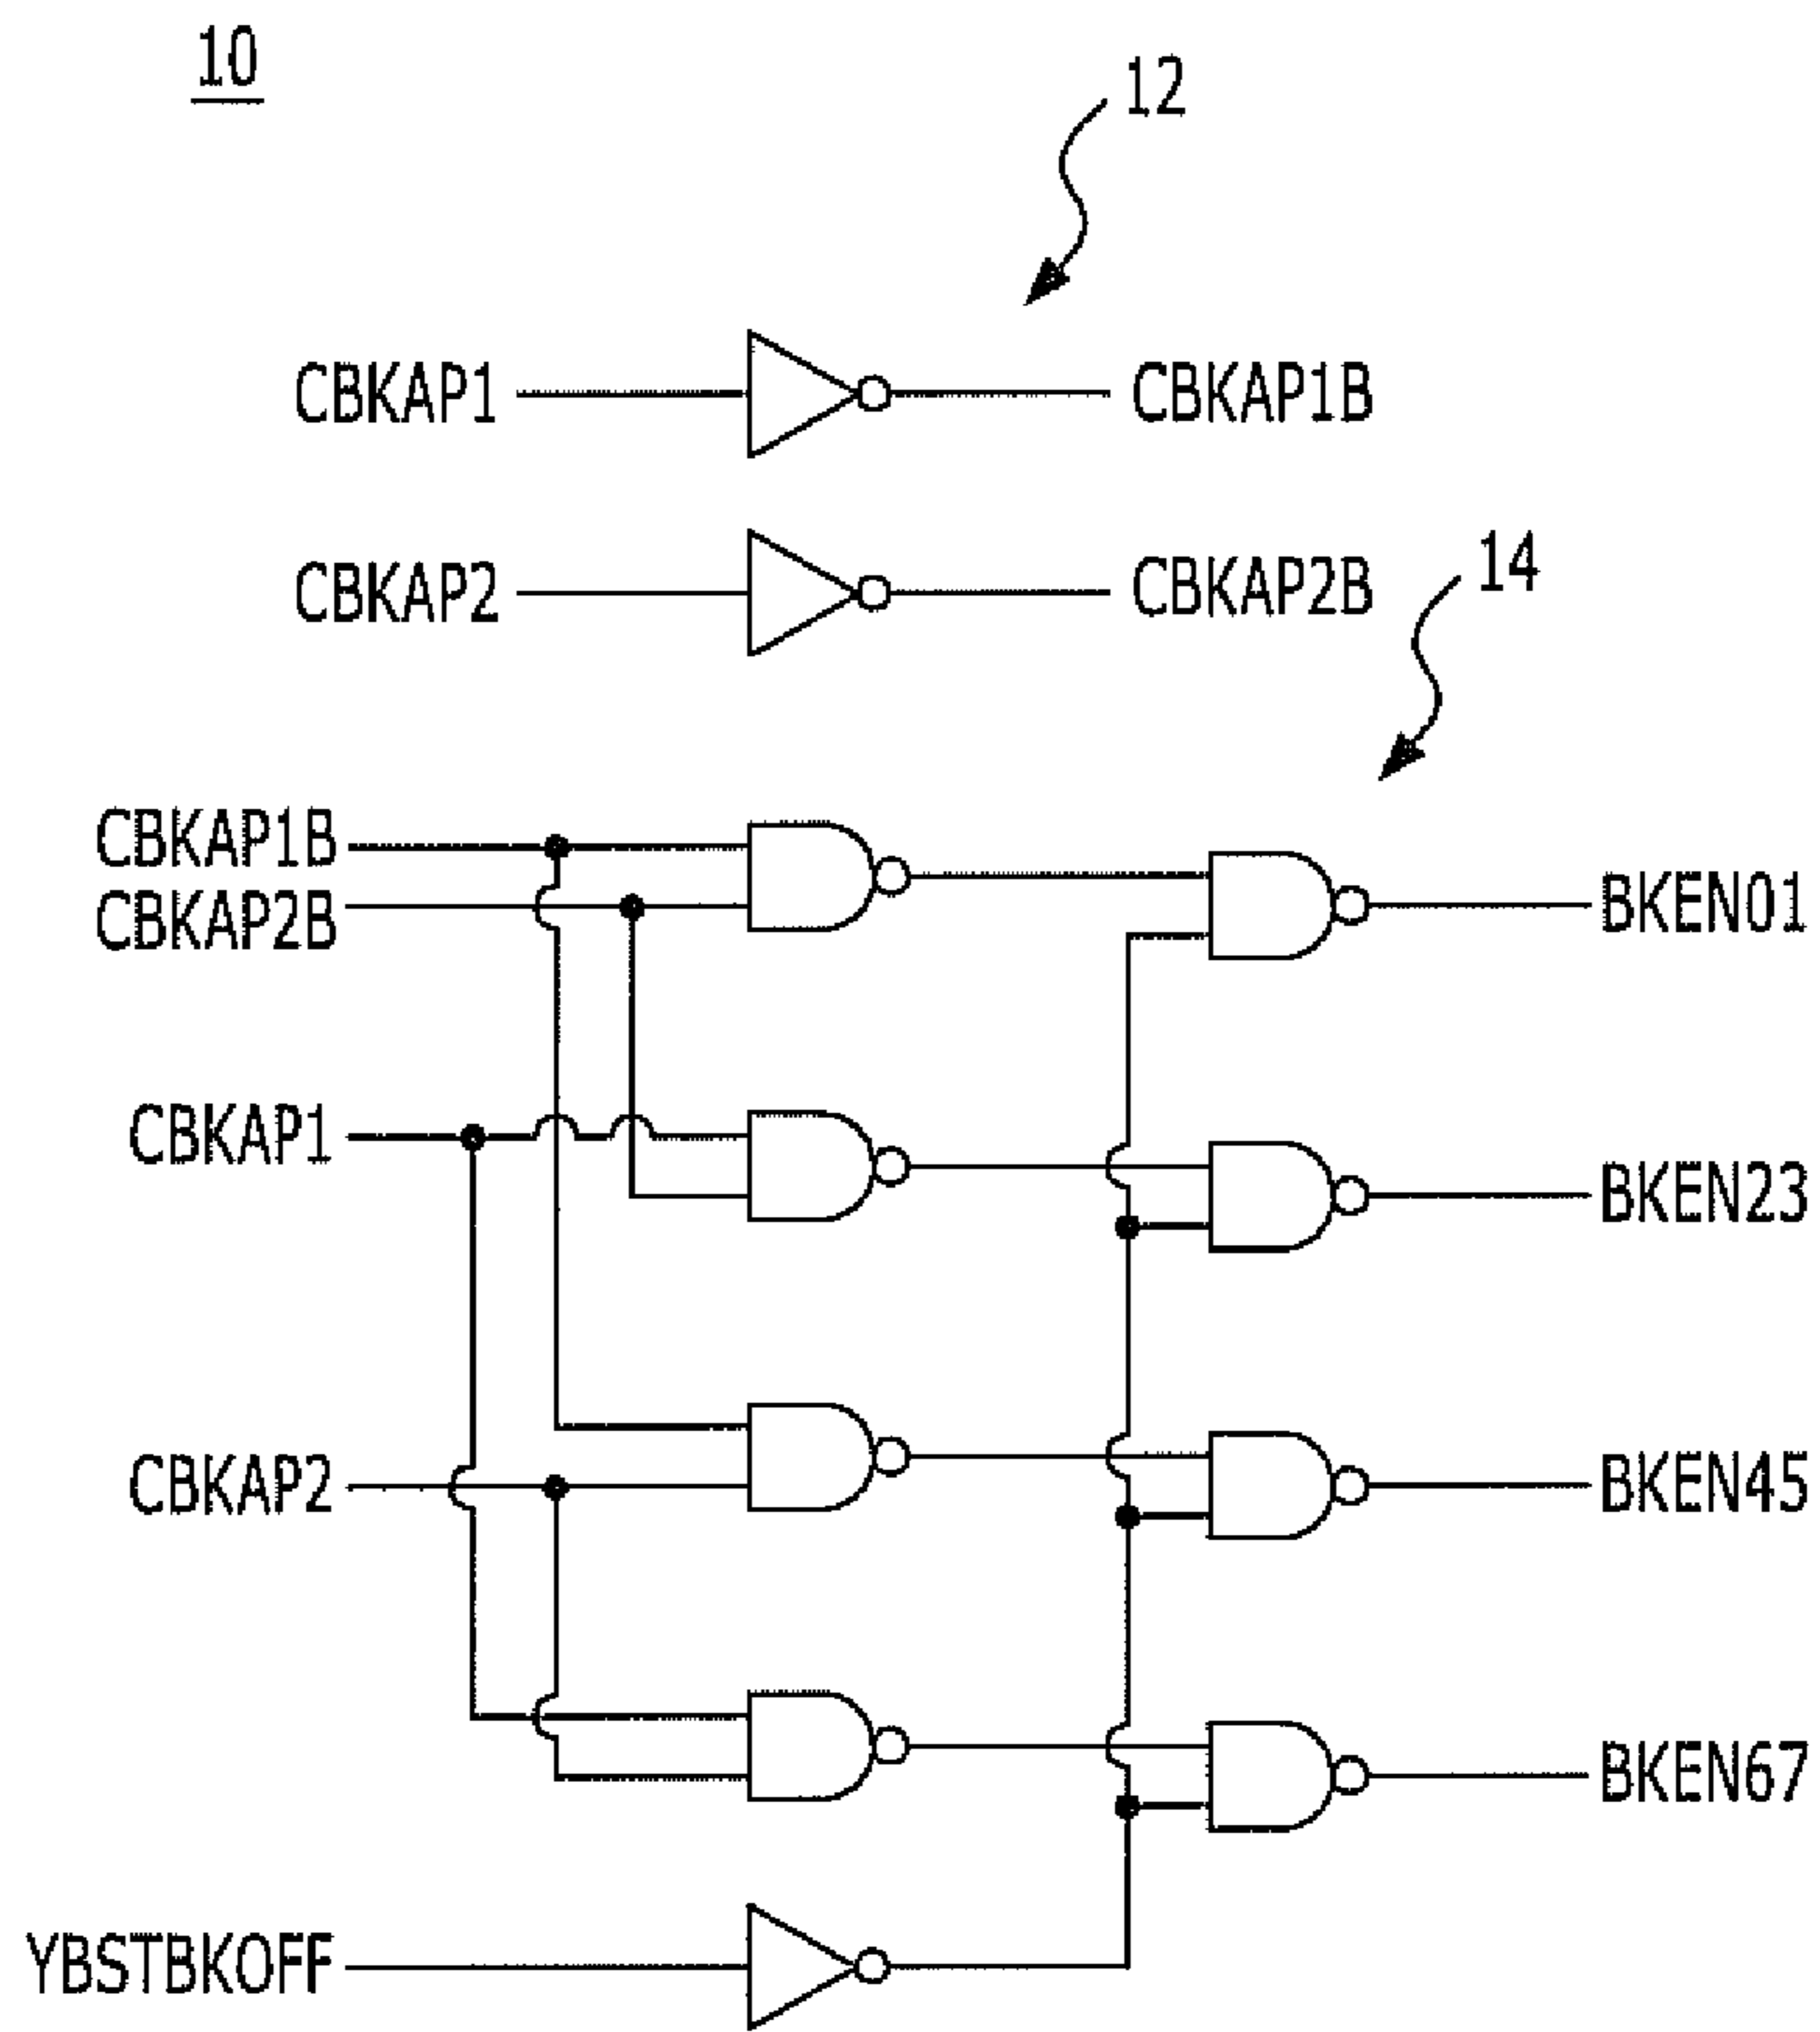 10
12
CBKAP1 CBKAP1B
CBKAP2 CBKAP2B
14
CBKAP1B
CBKAP2B BKEN01
CBKAP1 BKEN23
CBKAP2 BKEN45
BKEN67
YBSTBKOFF